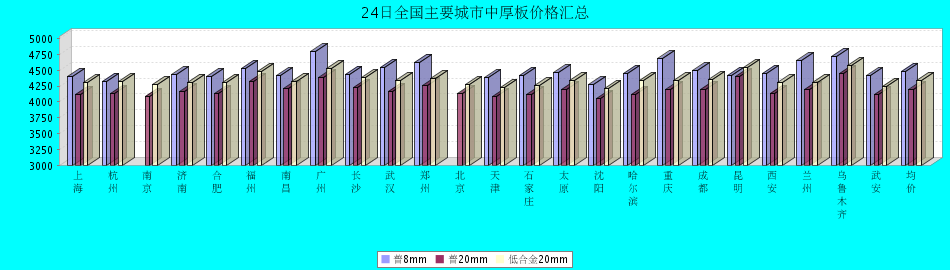 24日全国主要城市中厚板价格汇总
5000
4750
4500
4250
4000
3750
3500
3250
3000
上海
杭州
南京
济南
合肥
福州
南昌
广州
长沙
武汉
郑州
北京
天津
石家庄
太原
沈阳
哈尔滨
重庆
成都
昆明
西安
兰州
乌鲁木齐
武安
均价
普8mm
普20mm
低合金20mm